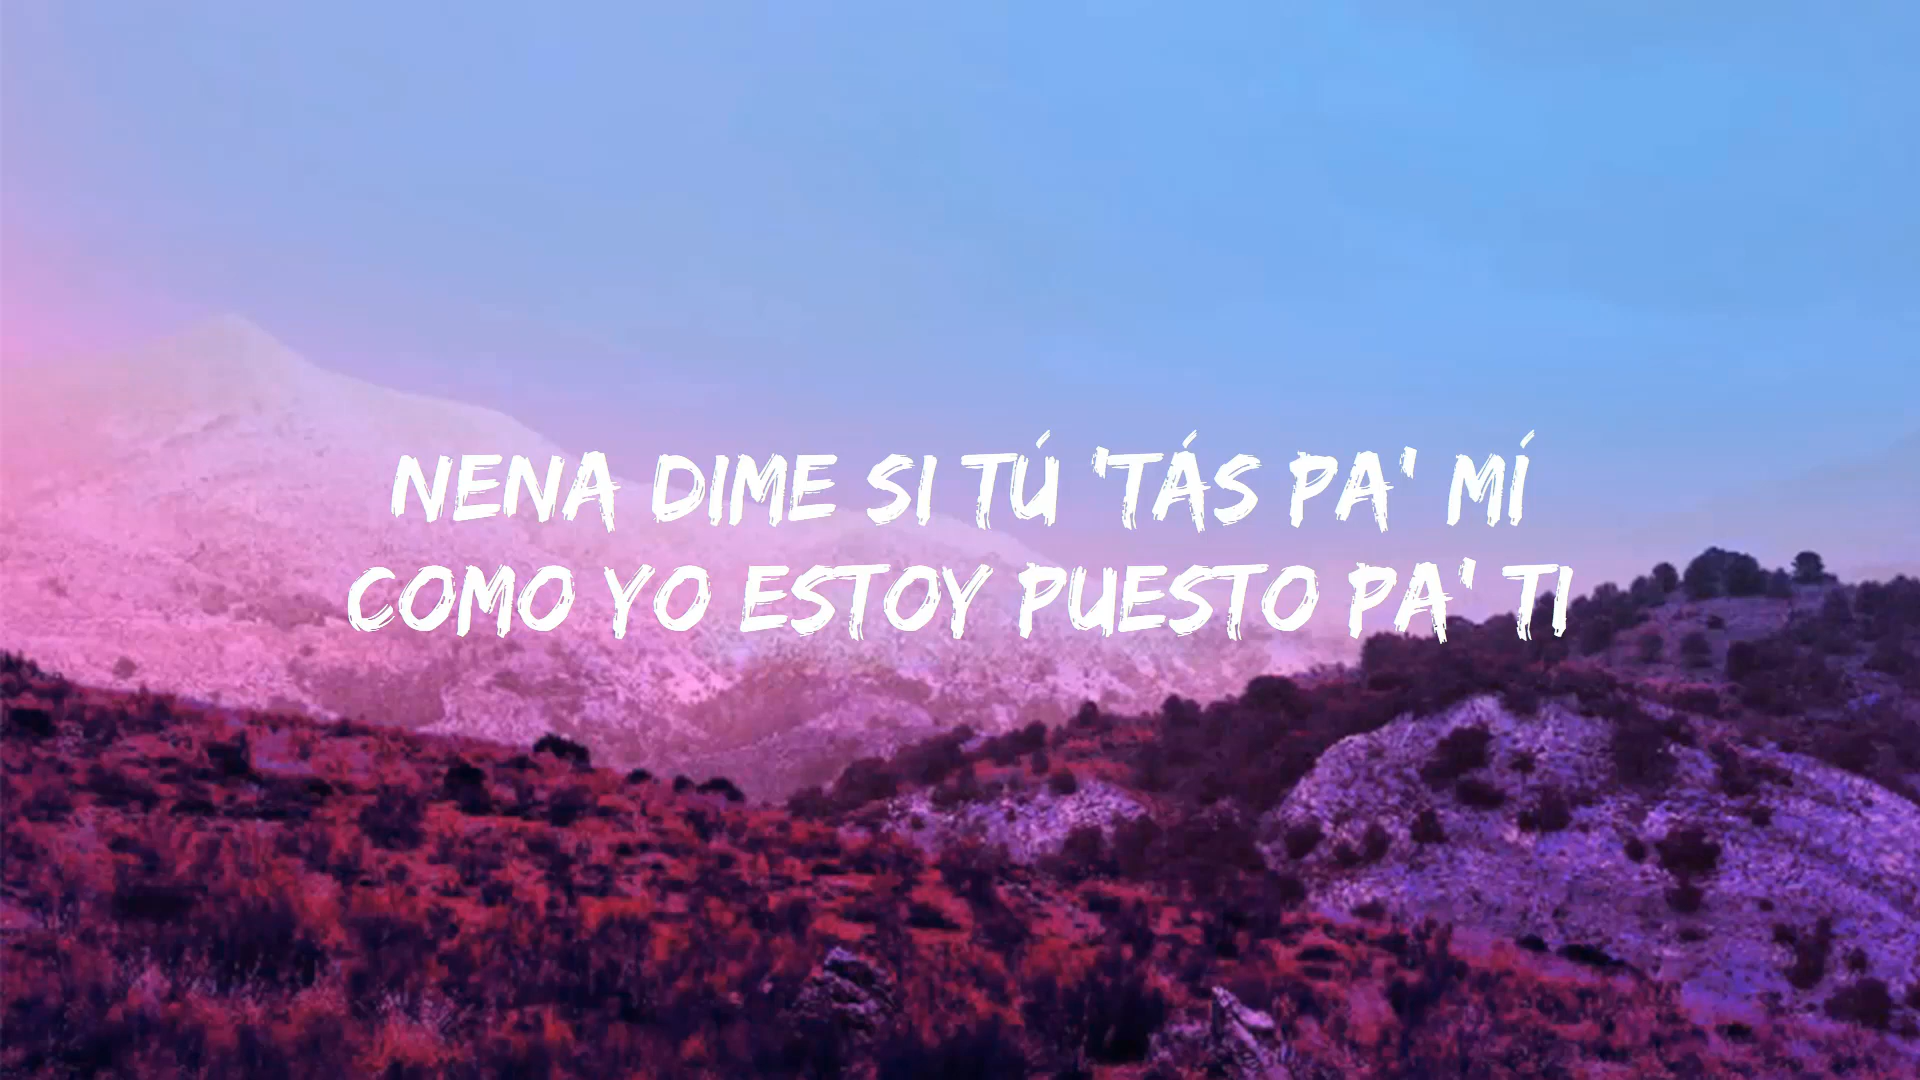 NENA DIME SI TÚ 'TÁS PA' MÍ
COMO YO ESTOY PUESTO PA' TI